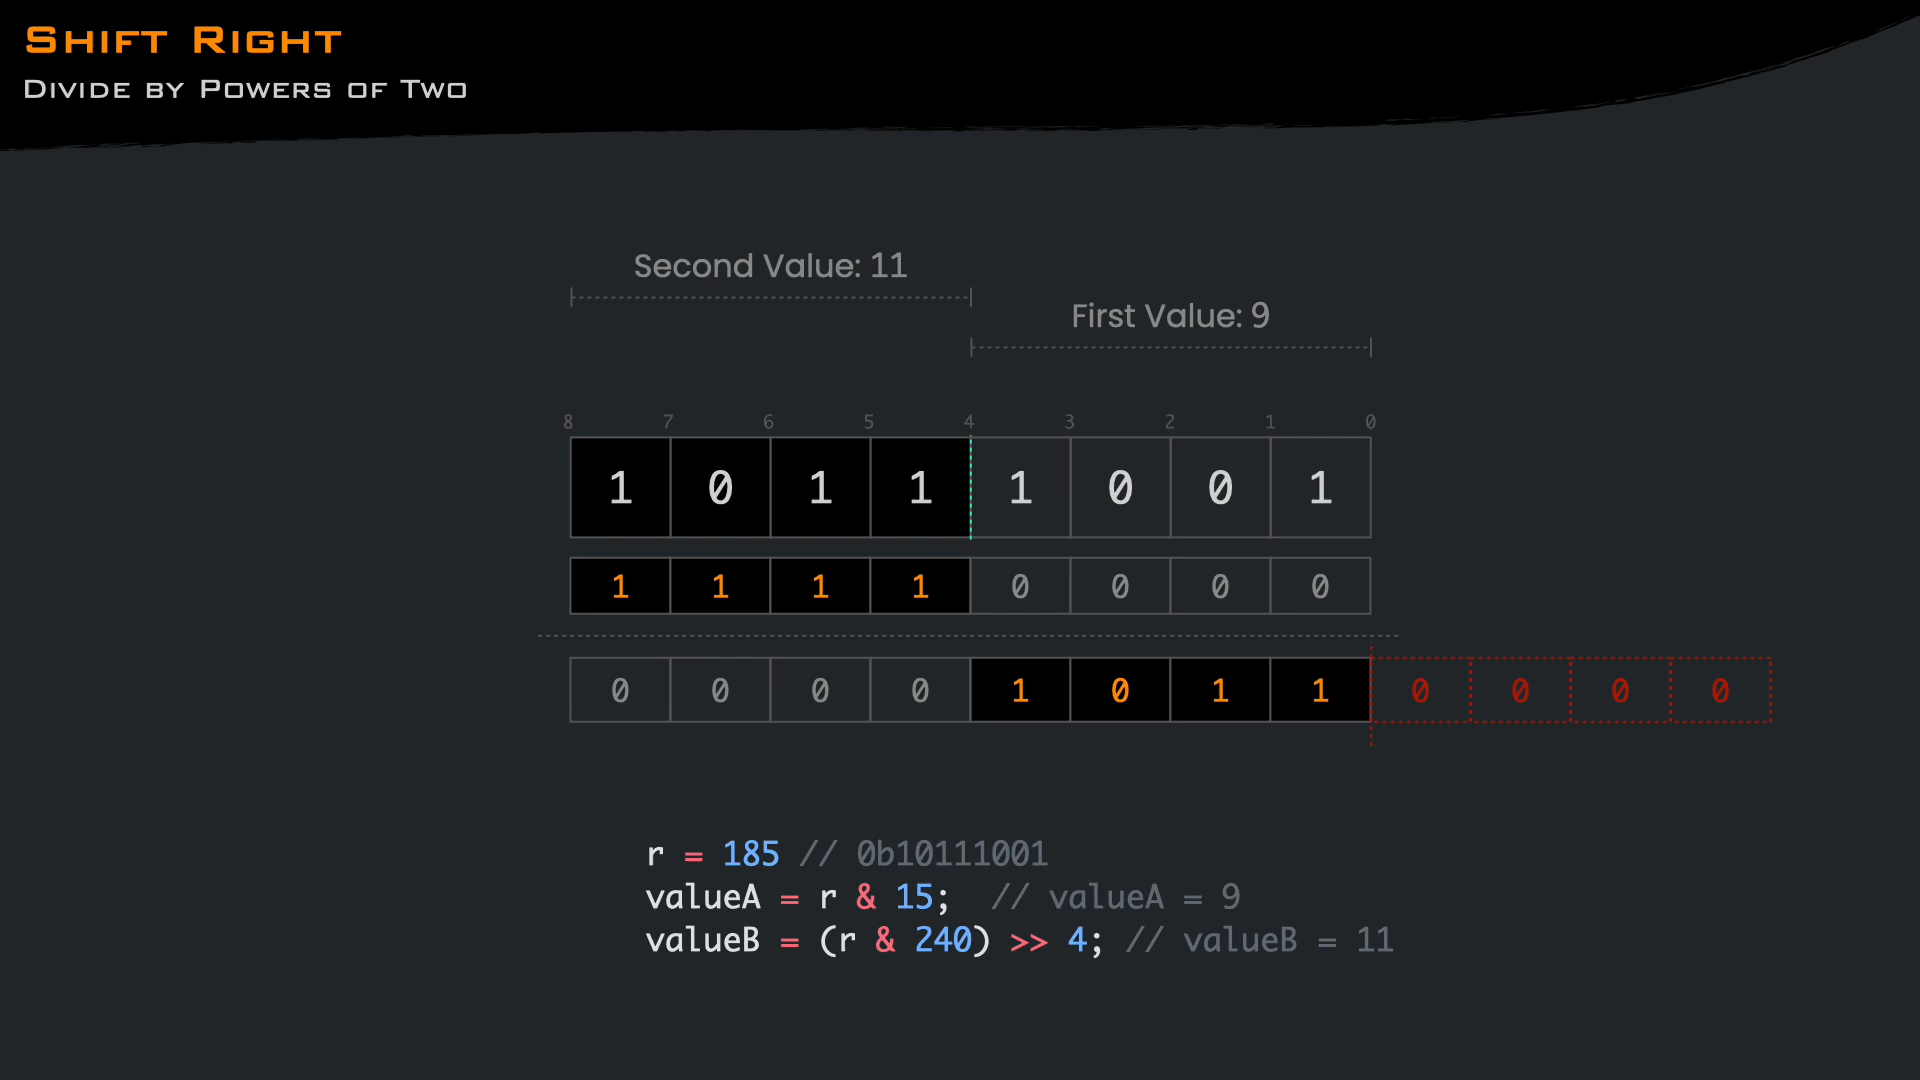 Shift Right
Divide by Powers of Two
Second Value: 11
First Value: 9
8 7 6 5 4 3 2 1 0
1 0 1 1 1 0 0 1
1 1 1 1 0 0 0 0
0 0 0 0 1 0 1 1 0 0 0 0
r = 185 // 0b10111001
valueA = r & 15;  // valueA = 9
valueB = (r & 240) >> 4; // valueB = 11